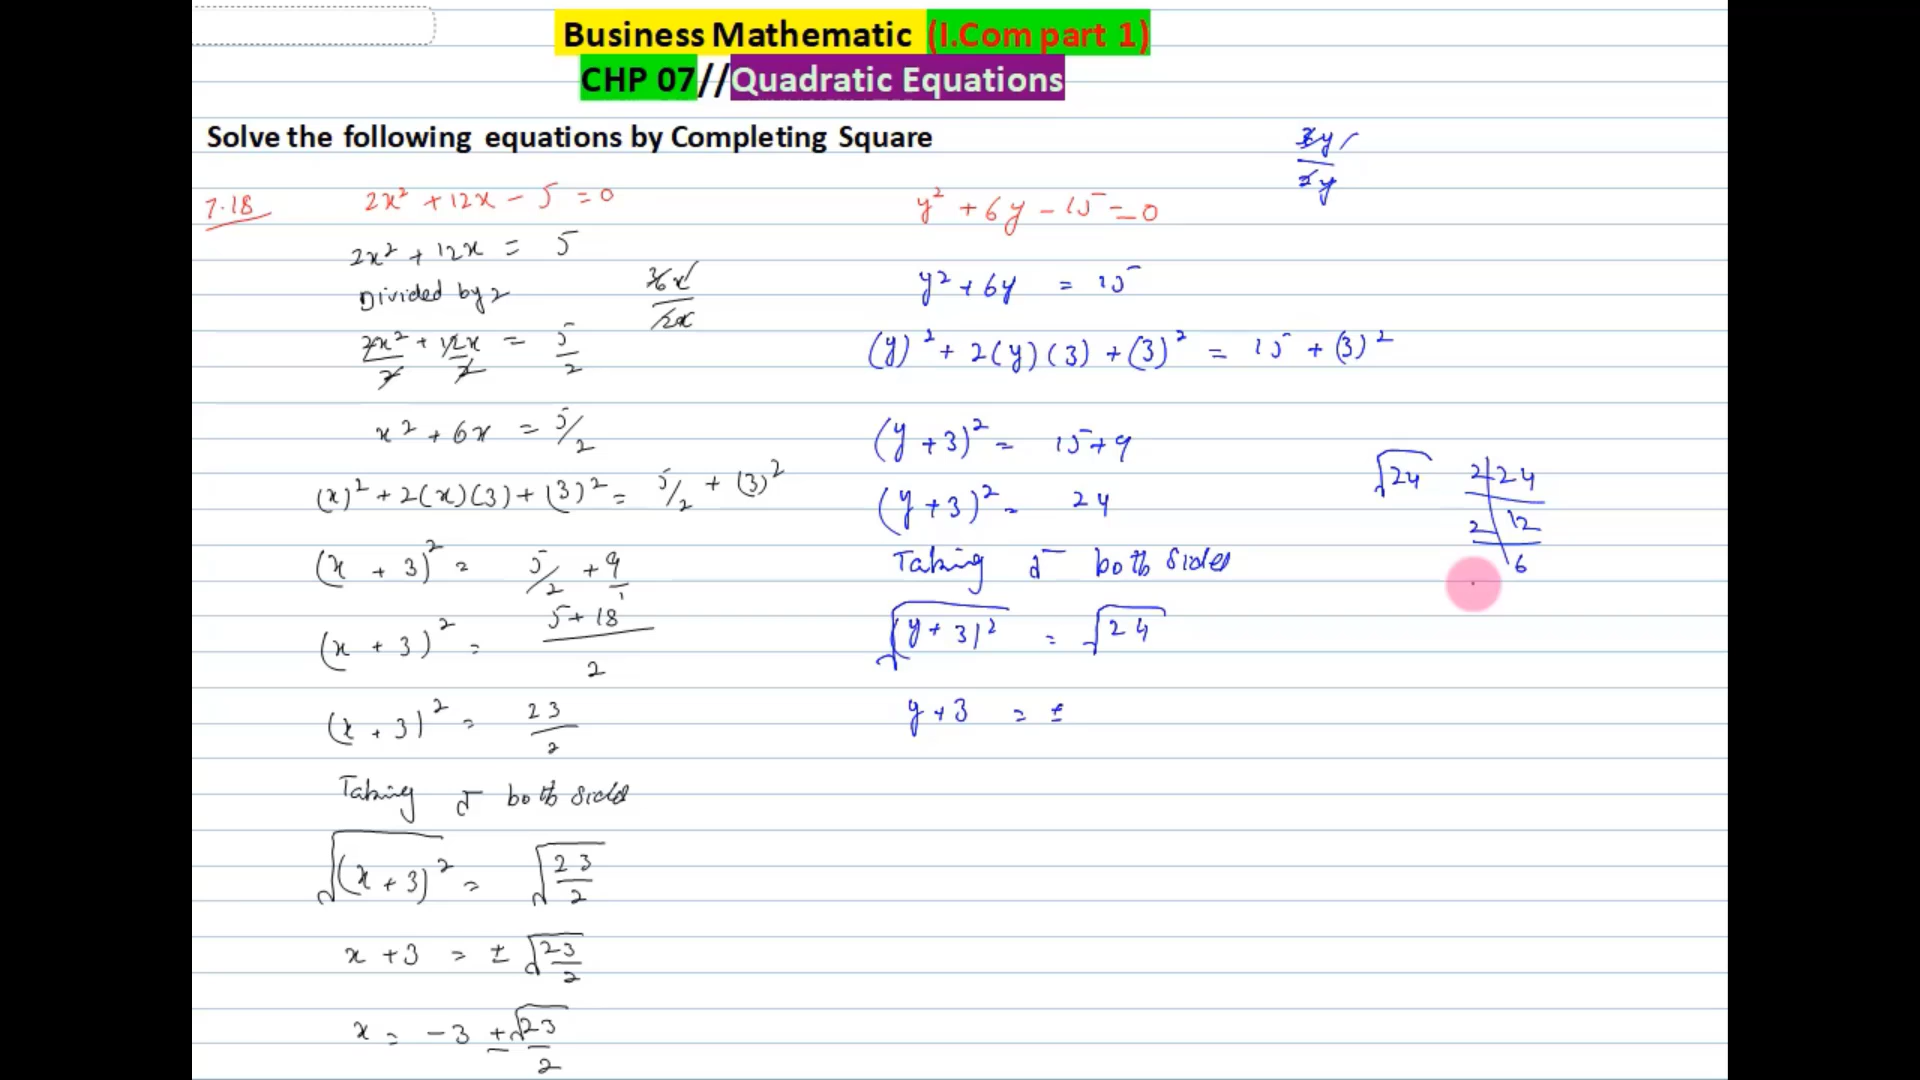 Business Mathematic (I.Com part 1)
CHP 07//Quadratic Equations
Solve the following equations by Completing Square
7.18
2x² + 12x - 5 = 0
2x² + 12x = 5
Divided by 2
6x/2x
2x²/2 + 12x/2 = 5/2
x² + 6x = 5/2
(x)² + 2(x)(3) + (3)² = 5/2 + (3)²
(x + 3)² = 5/2 + 9/1
(x + 3)² = 5+18/2
(x + 3)² = 23/2
Taking √ both sides
√(x + 3)² = √23/2
x + 3 = ± √23/2
x = -3 ± √23/2
y² + 6y - 15 = 0
y² + 6y = 15
(y)² + 2(y)(3) + (3)² = 15 + (3)²
(y + 3)² = 15 + 9
(y + 3)² = 24
Taking √ both sides
√(y + 3)² = √24
y + 3 = ±
√24
2 24
2 12
6